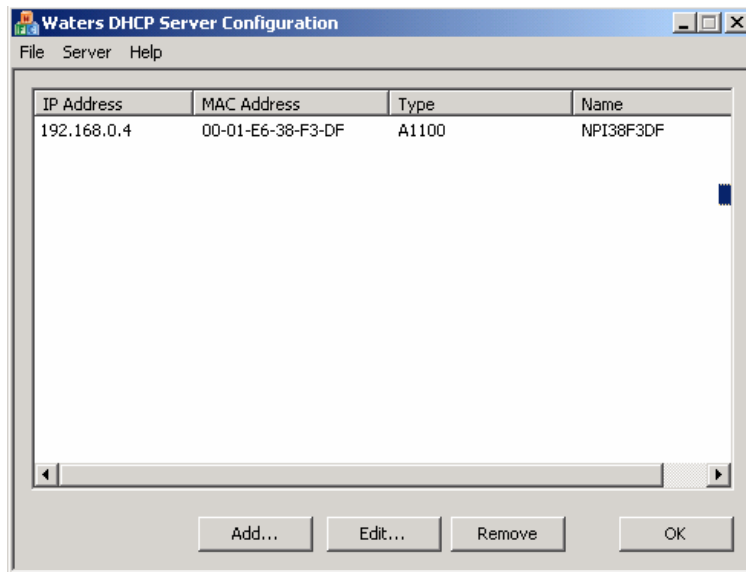 Waters DHCP Server Configuration
File Server Help
IP Address MAC Address Type Name
192.168.0.4 00-01-E6-38-F3-DF A1100 NPI38F3DF
Add... Edit... Remove OK